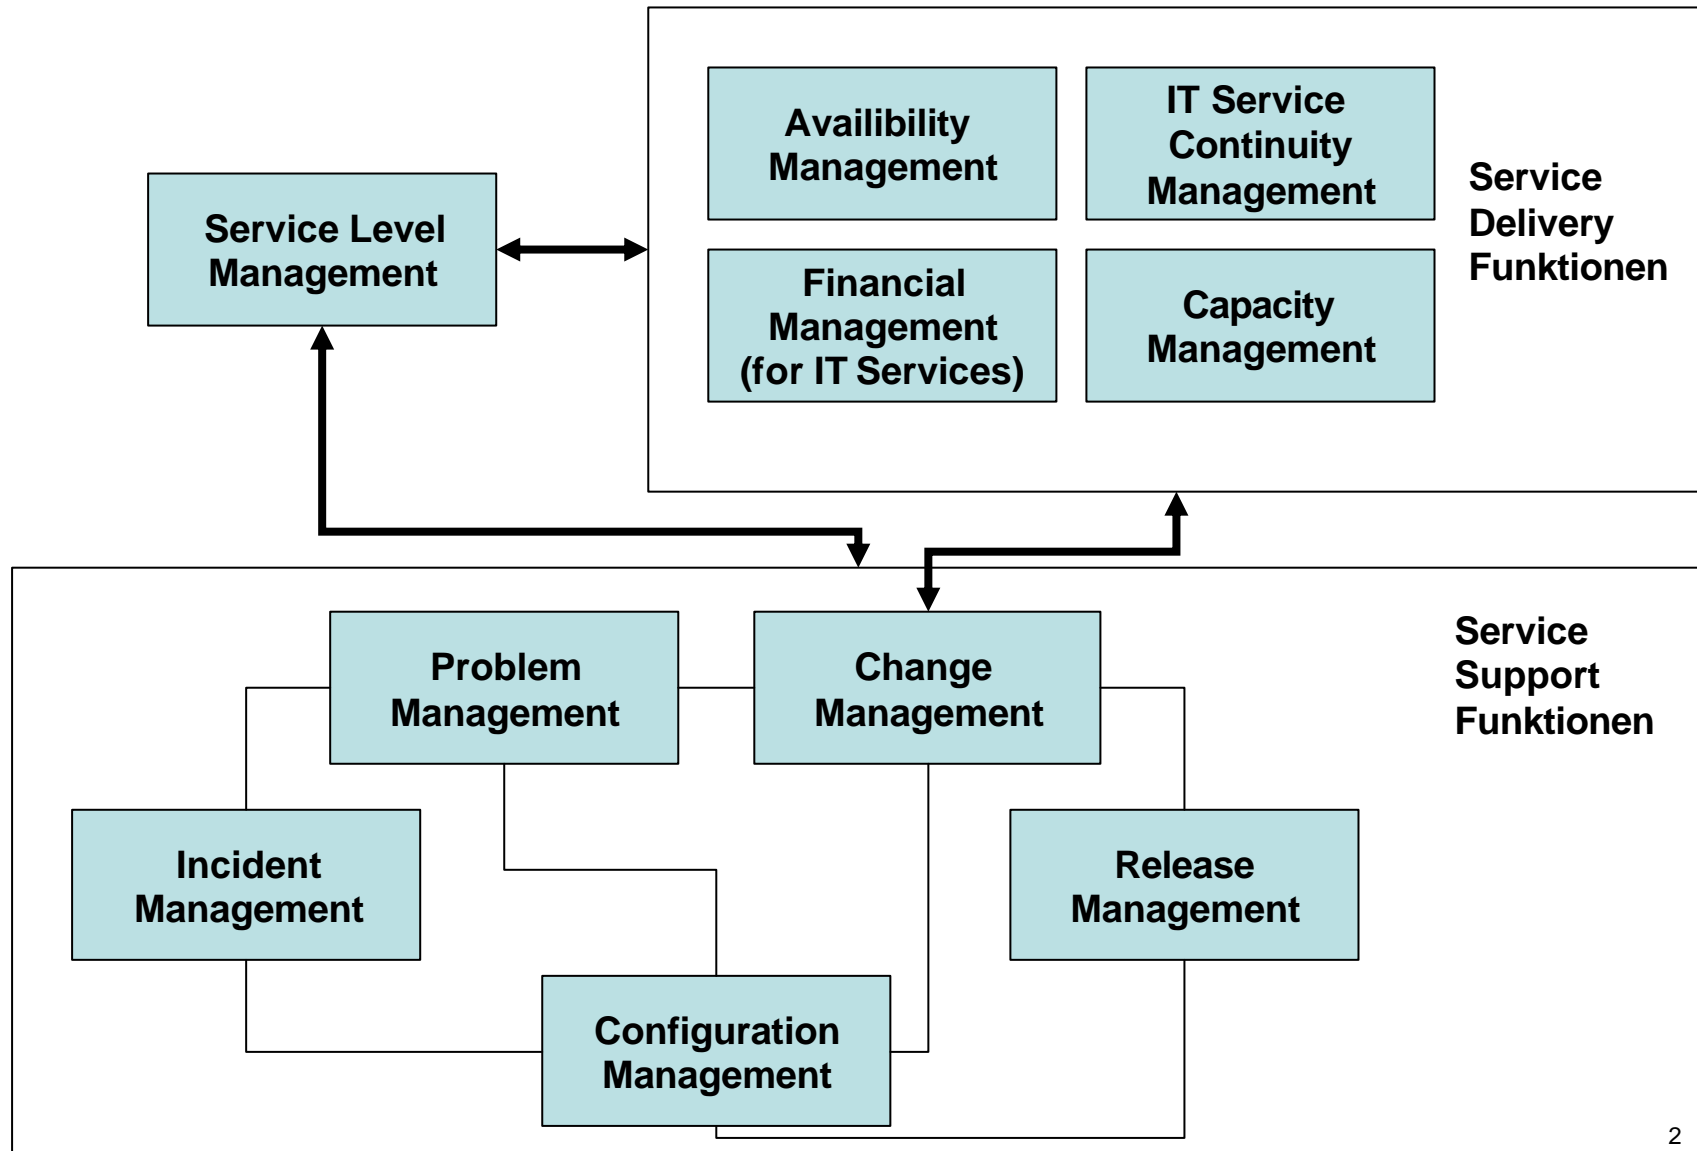 Availibility
Management
IT Service
Continuity
Management
Service
Delivery
Funktionen
Service Level
Management
Financial
Management
(for IT Services)
Capacity
Management
Service
Support
Funktionen
Problem
Management
Change
Management
Incident
Management
Release
Management
Configuration
Management
2